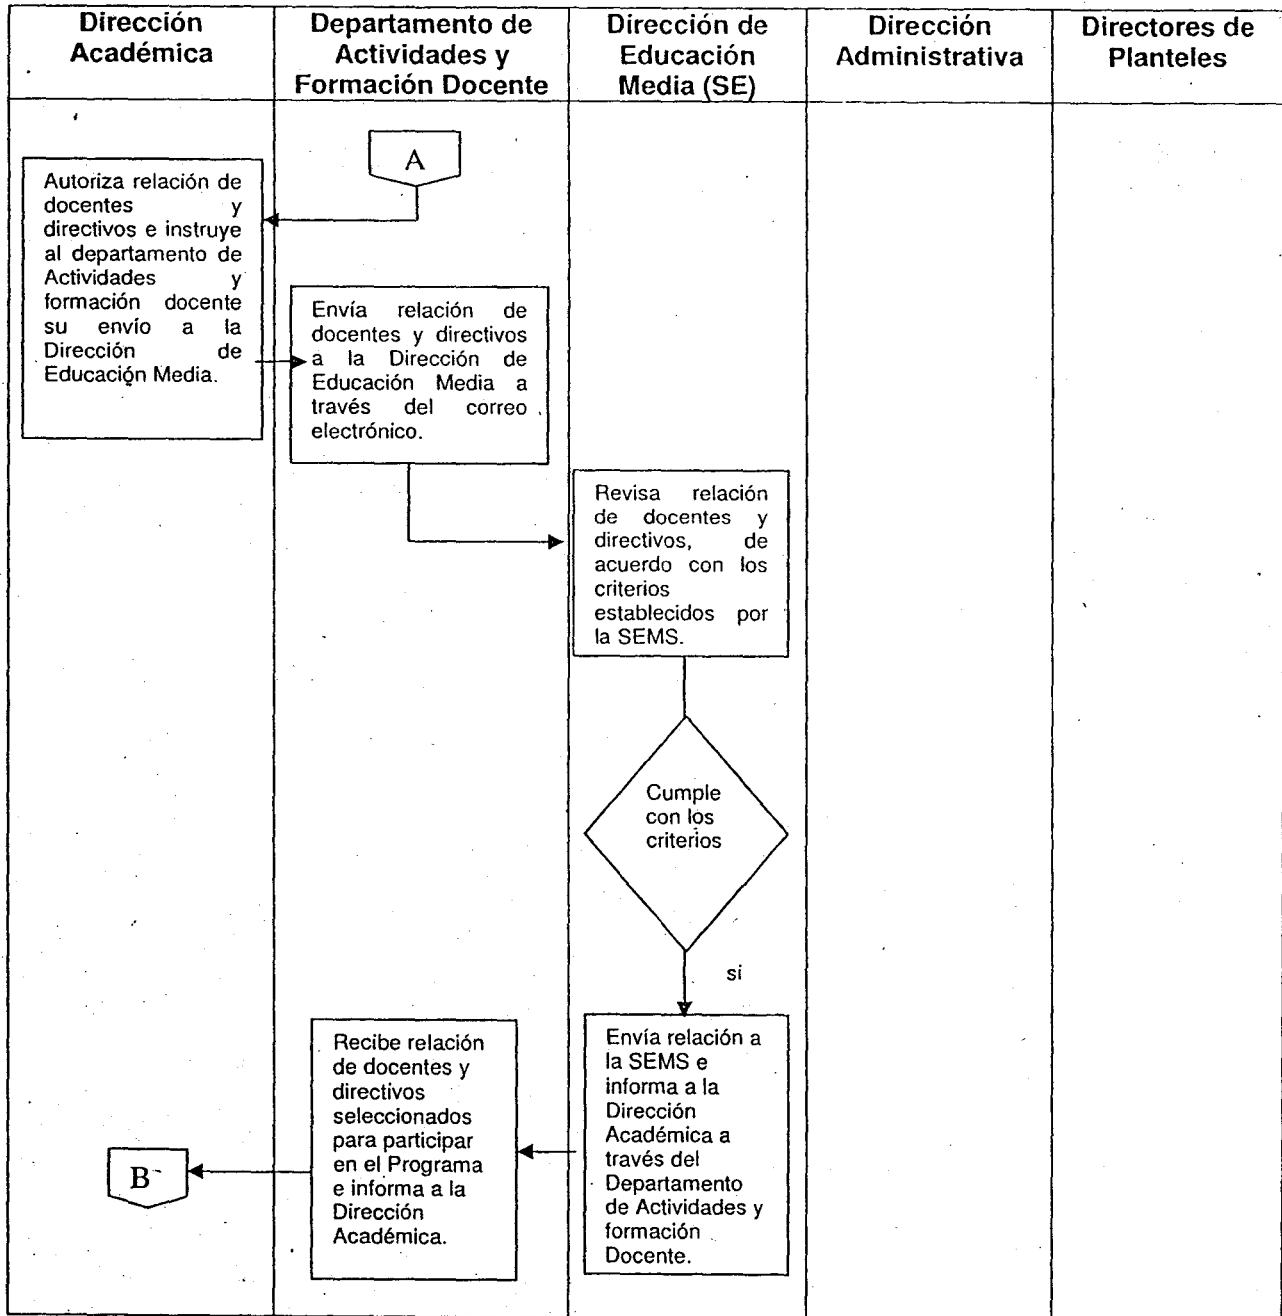 Dirección
Académica
Departamento de
Actividades y
Formación Docente
Dirección de
Educación
Media (SE)
Dirección
Administrativa
Directores de
Planteles
A
Autoriza relación de
docentes y
directivos e instruye
al departamento de
Actividades y
formación docente
su envío a la
Dirección de
Educación Media.
Envía relación de
docentes y directivos
a la Dirección de
Educación Media a
través del correo
electrónico.
Revisa relación
de docentes y
directivos, de
acuerdo con los
criterios
establecidos por
la SEMS.
Cumple
con los
criterios
si
Envía relación a
la SEMS e
informa a la
Dirección
Académica a
través del
Departamento
de Actividades y
formación
Docente.
Recibe relación
de docentes y
directivos
seleccionados
para participar
en el Programa
e informa a la
Dirección
Académica.
B